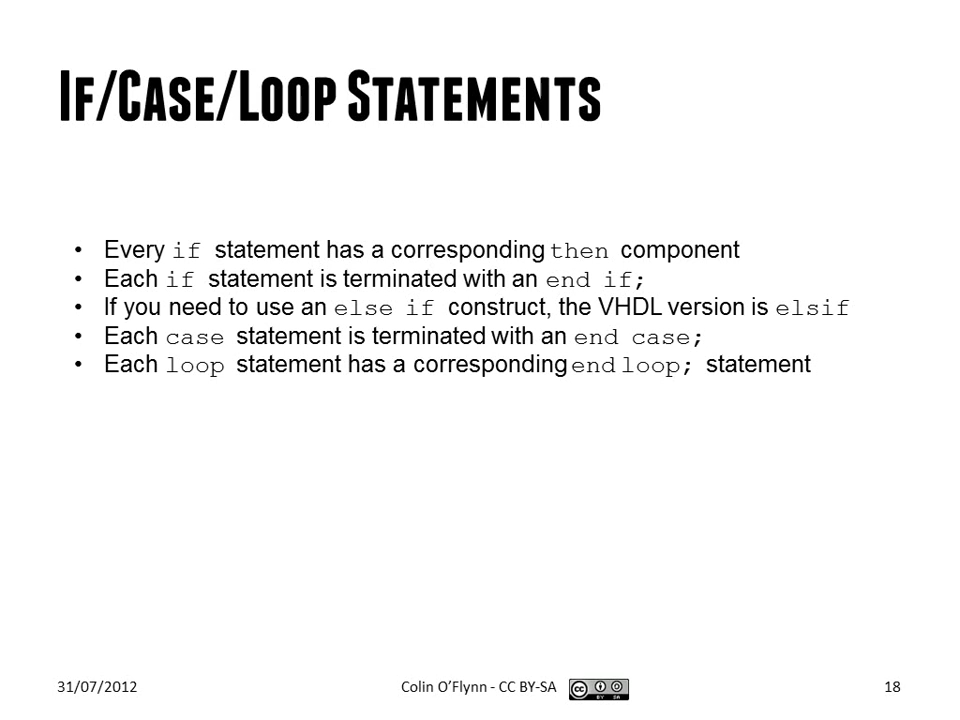 If/Case/Loop Statements
• Every if statement has a corresponding then component
• Each if statement is terminated with an end if;
• If you need to use an else if construct, the VHDL version is elsif
• Each case statement is terminated with an end case;
• Each loop statement has a corresponding end loop; statement
31/07/2012 Colin O’Flynn - CC BY-SA cc BY SA 18